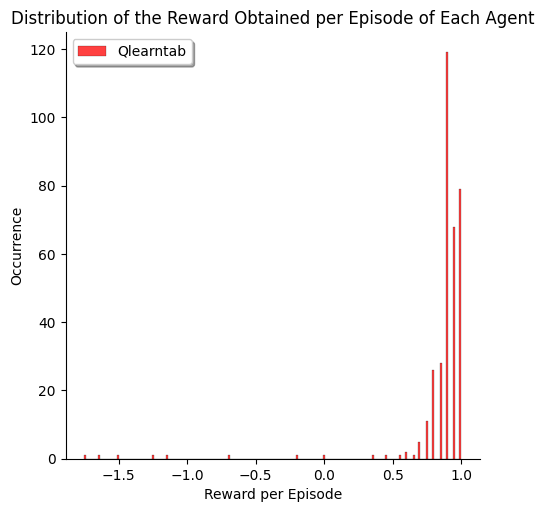 Distribution of the Reward Obtained per Episode of Each Agent
Qlearntab
120
100
80
60
40
20
0
Occurrence
−1.5 −1.0 −0.5 0.0 0.5 1.0
Reward per Episode